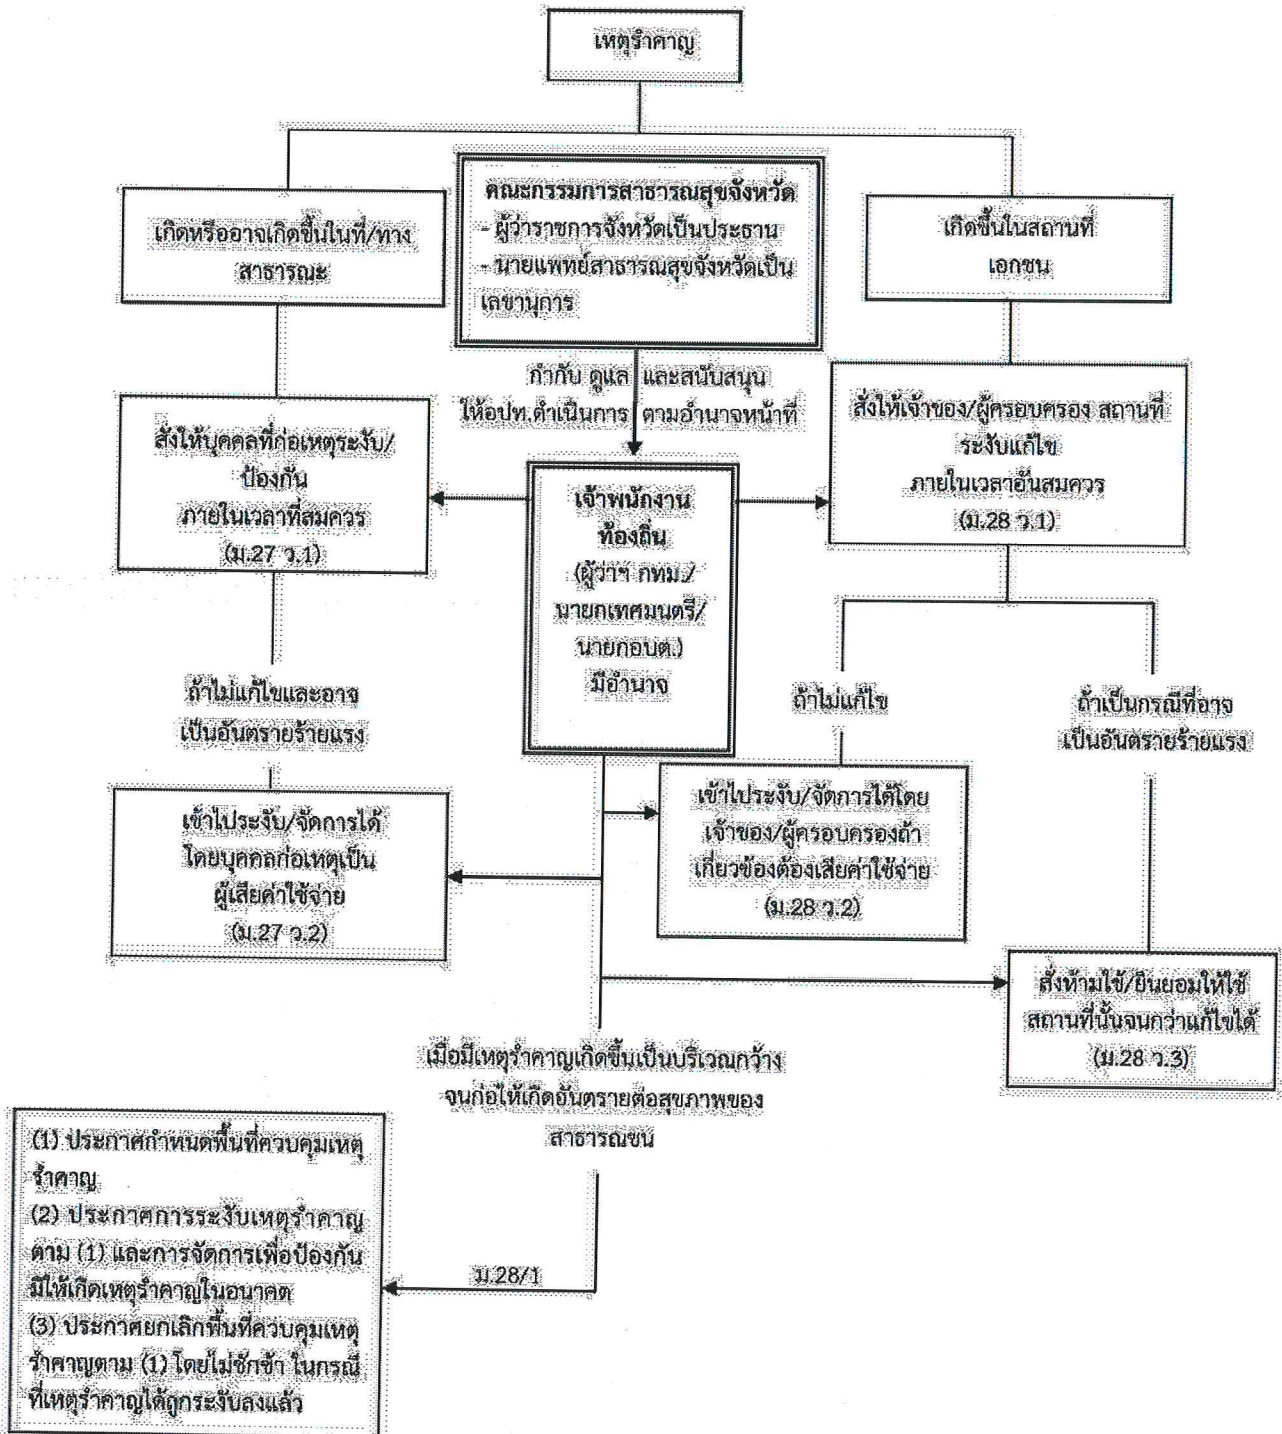 เหตุรำคาญ
เกิดหรืออาจเกิดขึ้นในที่/ทาง
สาธารณะ
คณะกรรมการสาธารณสุขจังหวัด
- ผู้ว่าราชการจังหวัดเป็นประธาน
- นายแพทย์สาธารณสุขจังหวัดเป็น
เลขานุการ
เกิดขึ้นในสถานที่
เอกชน
กำกับ ดูแล และสนับสนุน
ให้อปท.ดำเนินการ ตามอำนาจหน้าที่
สั่งให้บุคคลที่ก่อเหตุระงับ/
ป้องกัน
ภายในเวลาที่สมควร
(ม.27 ว.1)
เจ้าพนักงาน
ท้องถิ่น
(ผู้ว่าฯ กทม./
นายกเทศมนตรี/
นายกอบต.)
มีอำนาจ
สั่งให้เจ้าของ/ผู้ครอบครอง สถานที่
ระงับแก้ไข
ภายในเวลาอันสมควร
(ม.28 ว.1)
ถ้าไม่แก้ไขและอาจ
เป็นอันตรายร้ายแรง
ถ้าไม่แก้ไข
ถ้าเป็นกรณีที่อาจ
เป็นอันตรายร้ายแรง
เข้าไประงับ/จัดการได้
โดยบุคคลก่อเหตุเป็น
ผู้เสียค่าใช้จ่าย
(ม.27 ว.2)
เข้าไประงับ/จัดการได้โดย
เจ้าของ/ผู้ครอบครองถ้า
เกี่ยวข้องต้องเสียค่าใช้จ่าย
(ม.28 ว.2)
สั่งห้ามใช้/ยินยอมให้ใช้
สถานที่นั้นจนกว่าแก้ไขได้
(ม.28 ว.3)
เมื่อมีเหตุรำคาญเกิดขึ้นเป็นบริเวณกว้าง
จนก่อให้เกิดอันตรายต่อสุขภาพของ
สาธารณชน
ม.28/1
(1) ประกาศกำหนดพื้นที่ควบคุมเหตุ
รำคาญ
(2) ประกาศการระงับเหตุรำคาญ
ตาม (1) และการจัดการเพื่อป้องกัน
มิให้เกิดเหตุรำคาญในอนาคต
(3) ประกาศยกเลิกพื้นที่ควบคุมเหตุ
รำคาญตาม (1) โดยไม่ชักช้า ในกรณี
ที่เหตุรำคาญได้ถูกระงับลงแล้ว